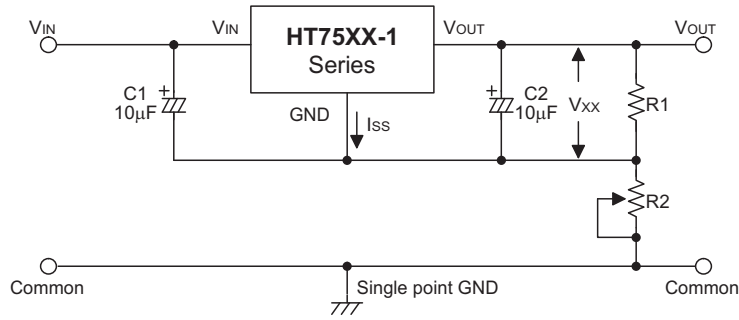 VIN
VIN
HT75XX-1
Series
VOUT
VOUT
C1
10μF
GND
ISS
C2
10μF
VXX
R1
R2
Common
Single point GND
Common